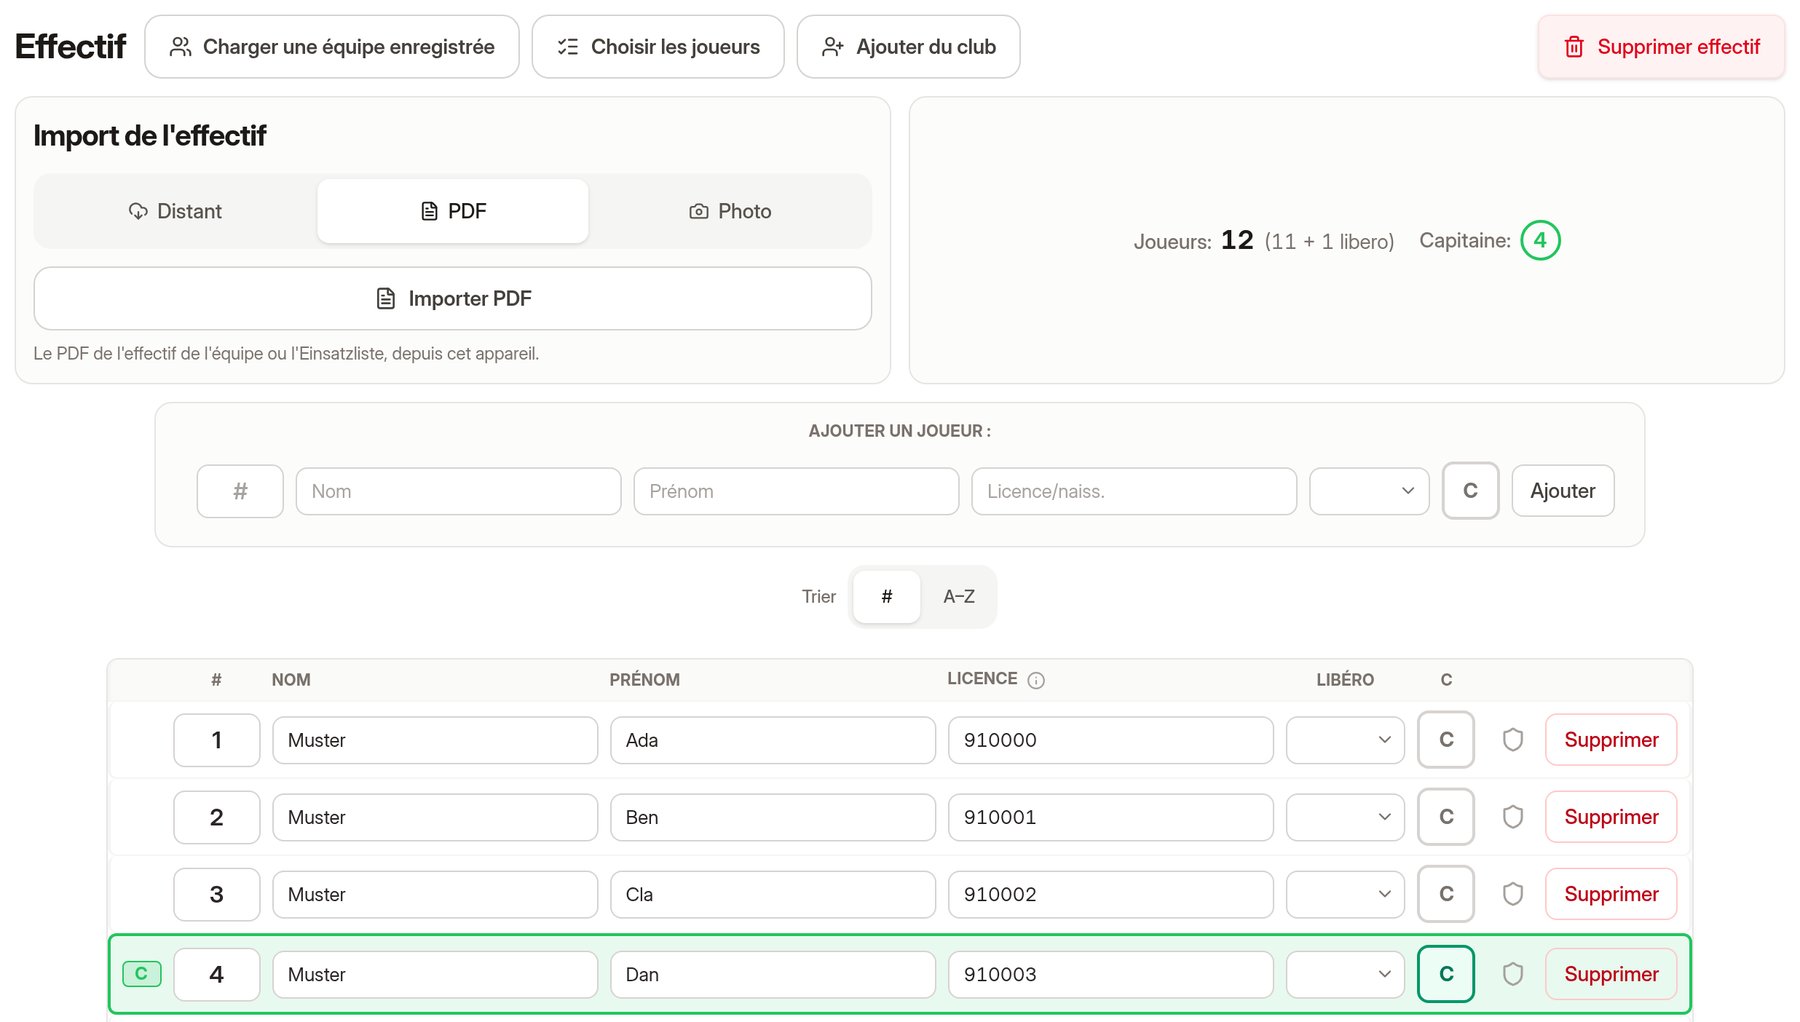 Effectif
Charger une équipe enregistrée
Choisir les joueurs
Ajouter du club
Supprimer effectif
Import de l'effectif
Distant
PDF
Photo
Importer PDF
Le PDF de l'effectif de l'équipe ou l'Einsatzliste, depuis cet appareil.
Joueurs: 12 (11 + 1 libero) Capitaine: 4
AJOUTER UN JOUEUR :
# Nom Prénom Licence/naiss. C Ajouter
Trier # A–Z
# NOM PRÉNOM LICENCE LIBÉRO C
1 Muster Ada 910000 C Supprimer
2 Muster Ben 910001 C Supprimer
3 Muster Cla 910002 C Supprimer
C 4 Muster Dan 910003 C Supprimer